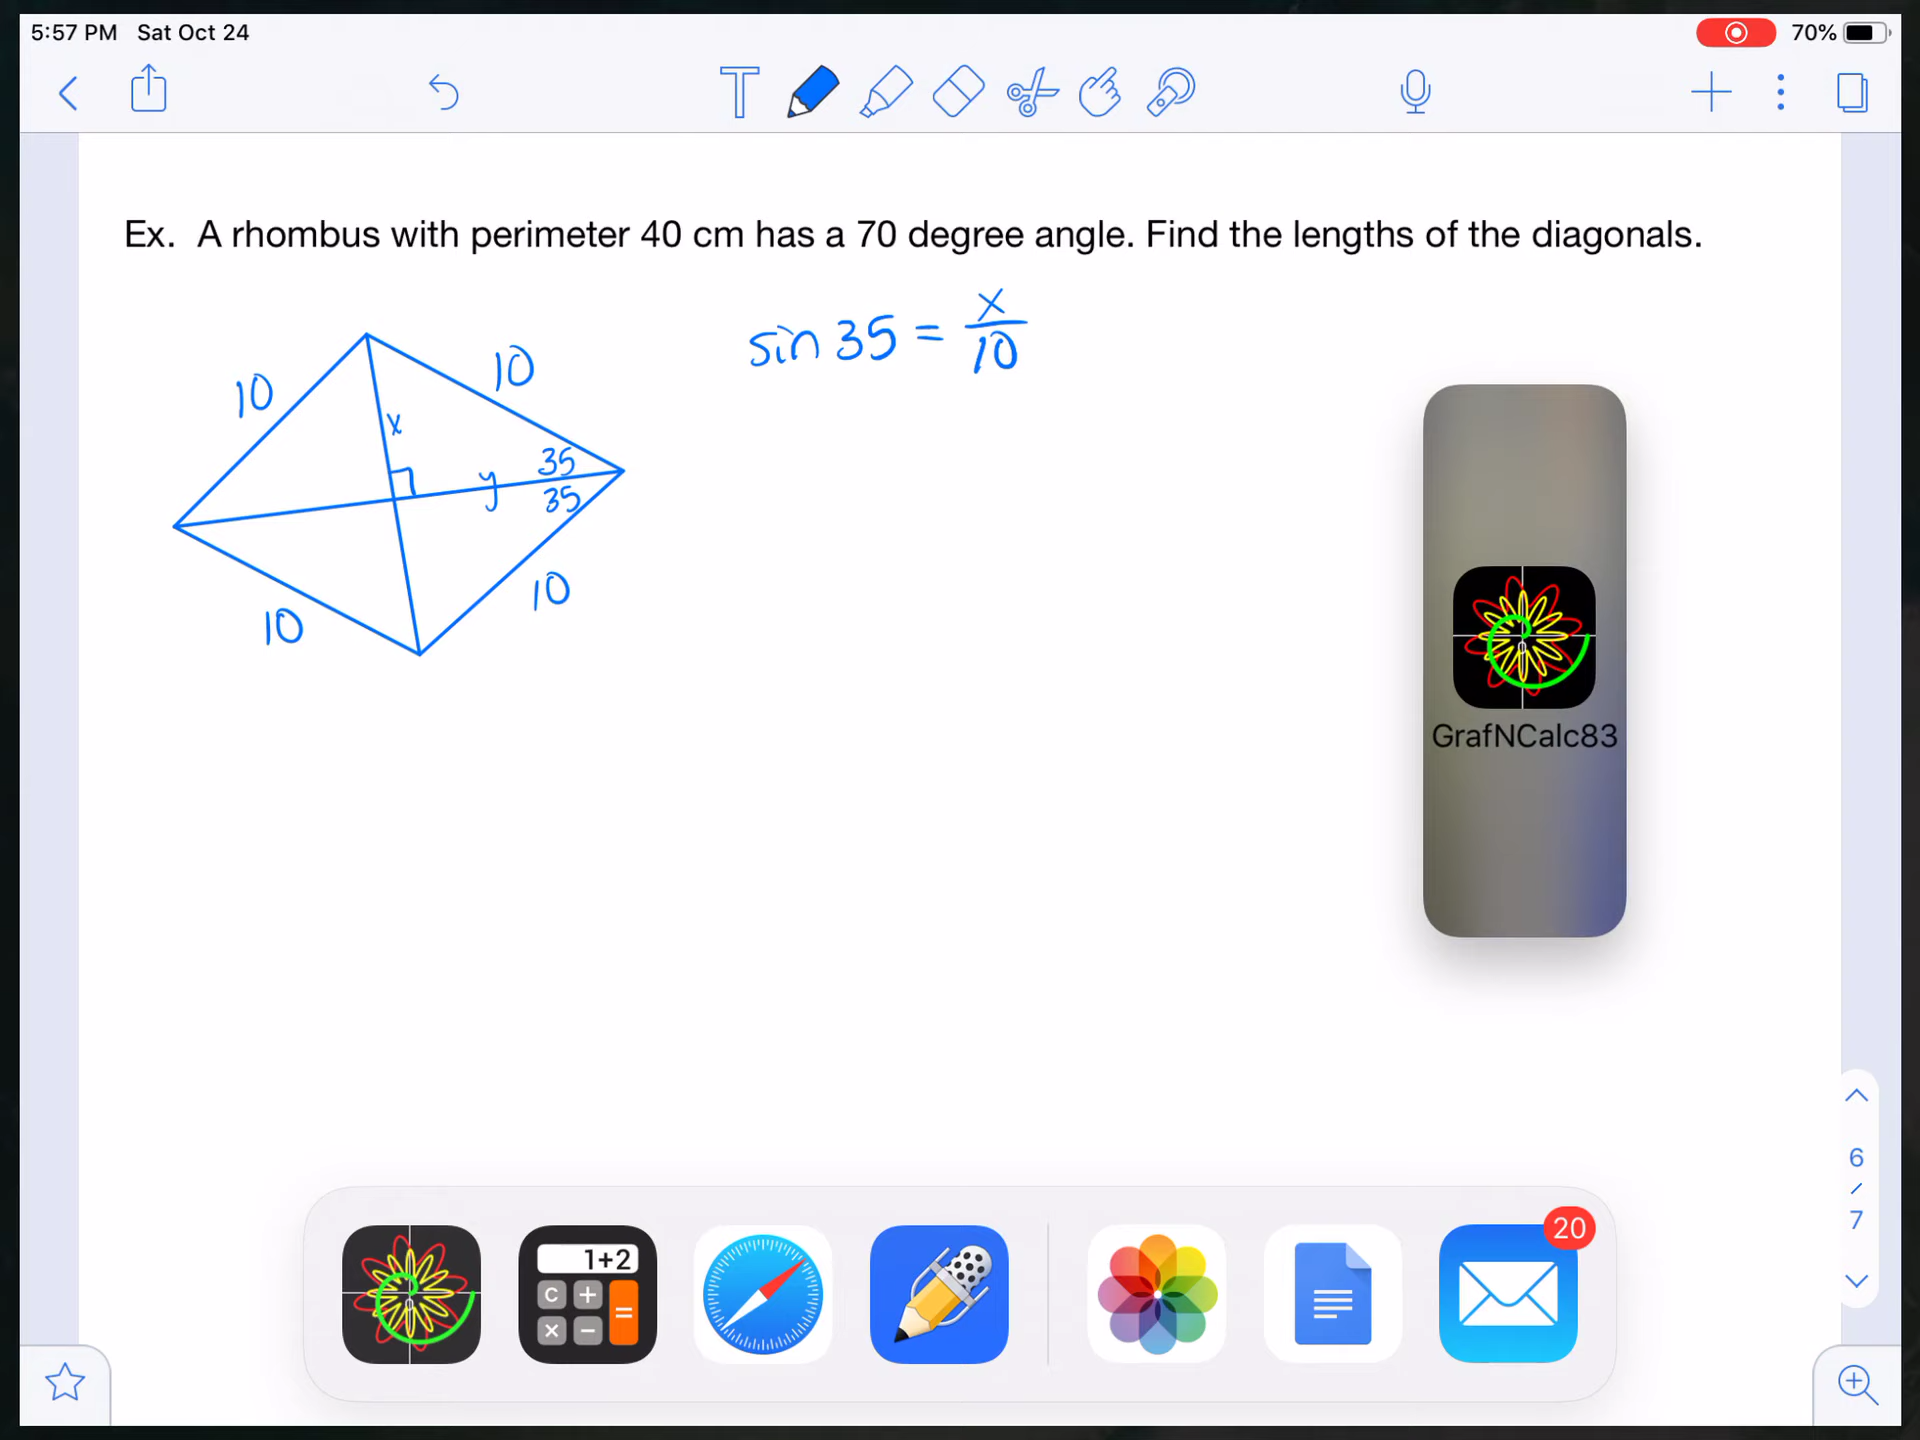 5:57 PM Sat Oct 24
70%
T
Ex. A rhombus with perimeter 40 cm has a 70 degree angle. Find the lengths of the diagonals.
sin 35 = x/10
10
10
x
35
y
35
10
10
GrafNCalc83
6
/
7
1+2
C +
× − =
20